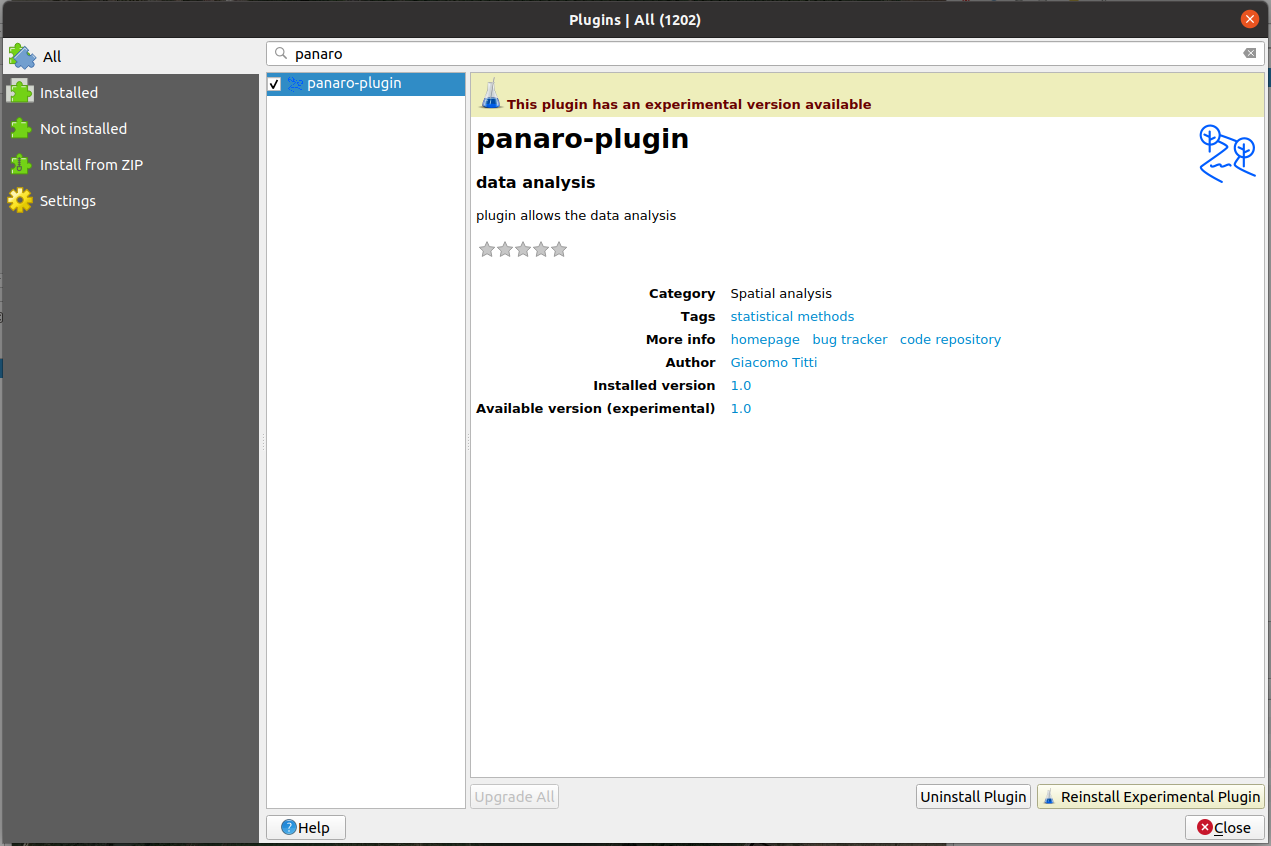 Plugins | All (1202)
All
Installed
Not installed
Install from ZIP
Settings
panaro
panaro-plugin
This plugin has an experimental version available
panaro-plugin
data analysis
plugin allows the data analysis
Category Spatial analysis
Tags statistical methods
More info homepage bug tracker code repository
Author Giacomo Titti
Installed version 1.0
Available version (experimental) 1.0
Upgrade All Uninstall Plugin Reinstall Experimental Plugin
Help Close